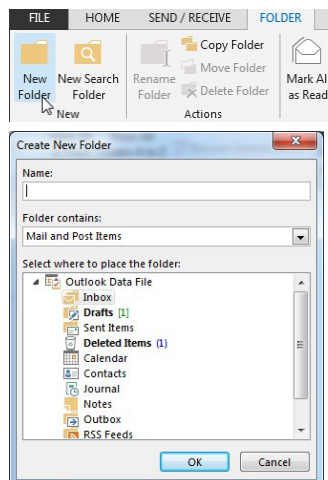 FILE HOME SEND / RECEIVE FOLDER
New Folder
New Search Folder
Rename Folder
Copy Folder
Move Folder
Delete Folder
Mark Al
as Read
New Actions
Create New Folder
Name:
Folder contains:
Mail and Post Items
Select where to place the folder:
Outlook Data File
Inbox
Drafts [1]
Sent Items
Deleted Items (1)
Calendar
Contacts
Journal
Notes
Outbox
RSS Feeds
OK Cancel